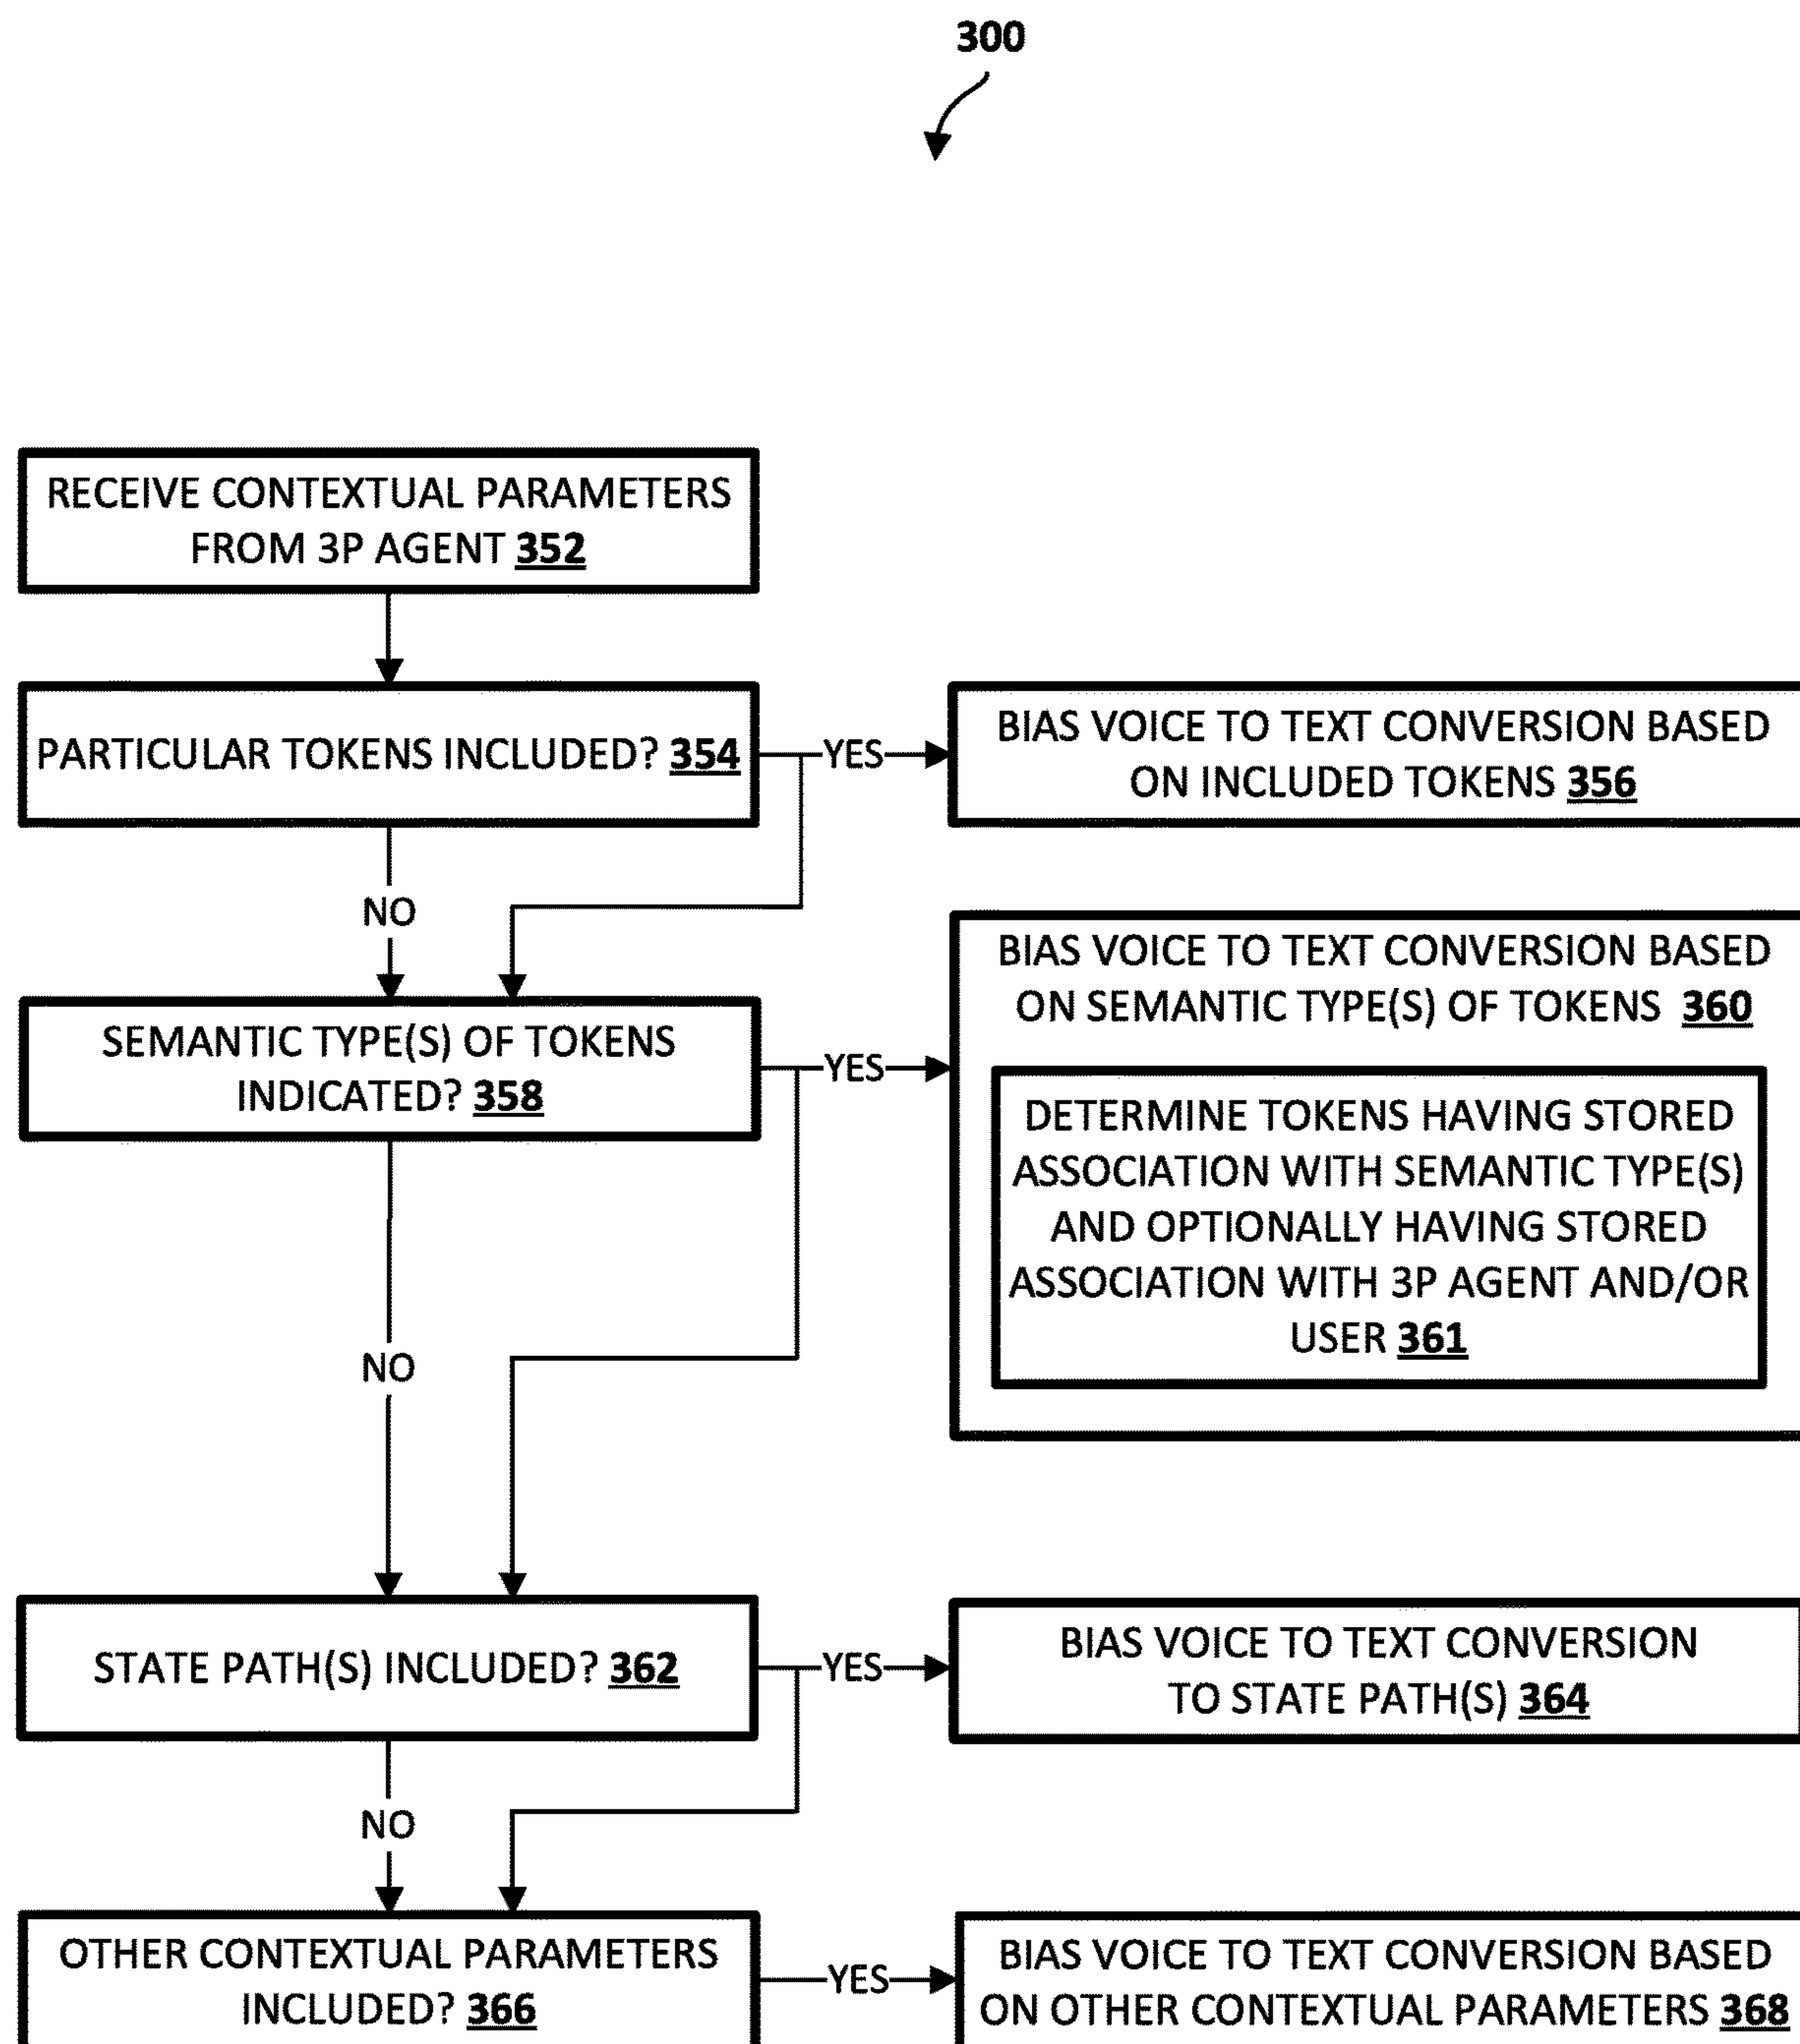 300
RECEIVE CONTEXTUAL PARAMETERS
FROM 3P AGENT 352
PARTICULAR TOKENS INCLUDED? 354
YES
BIAS VOICE TO TEXT CONVERSION BASED
ON INCLUDED TOKENS 356
NO
SEMANTIC TYPE(S) OF TOKENS
INDICATED? 358
YES
BIAS VOICE TO TEXT CONVERSION BASED
ON SEMANTIC TYPE(S) OF TOKENS 360
DETERMINE TOKENS HAVING STORED
ASSOCIATION WITH SEMANTIC TYPE(S)
AND OPTIONALLY HAVING STORED
ASSOCIATION WITH 3P AGENT AND/OR
USER 361
NO
STATE PATH(S) INCLUDED? 362
YES
BIAS VOICE TO TEXT CONVERSION
TO STATE PATH(S) 364
NO
OTHER CONTEXTUAL PARAMETERS
INCLUDED? 366
YES
BIAS VOICE TO TEXT CONVERSION BASED
ON OTHER CONTEXTUAL PARAMETERS 368